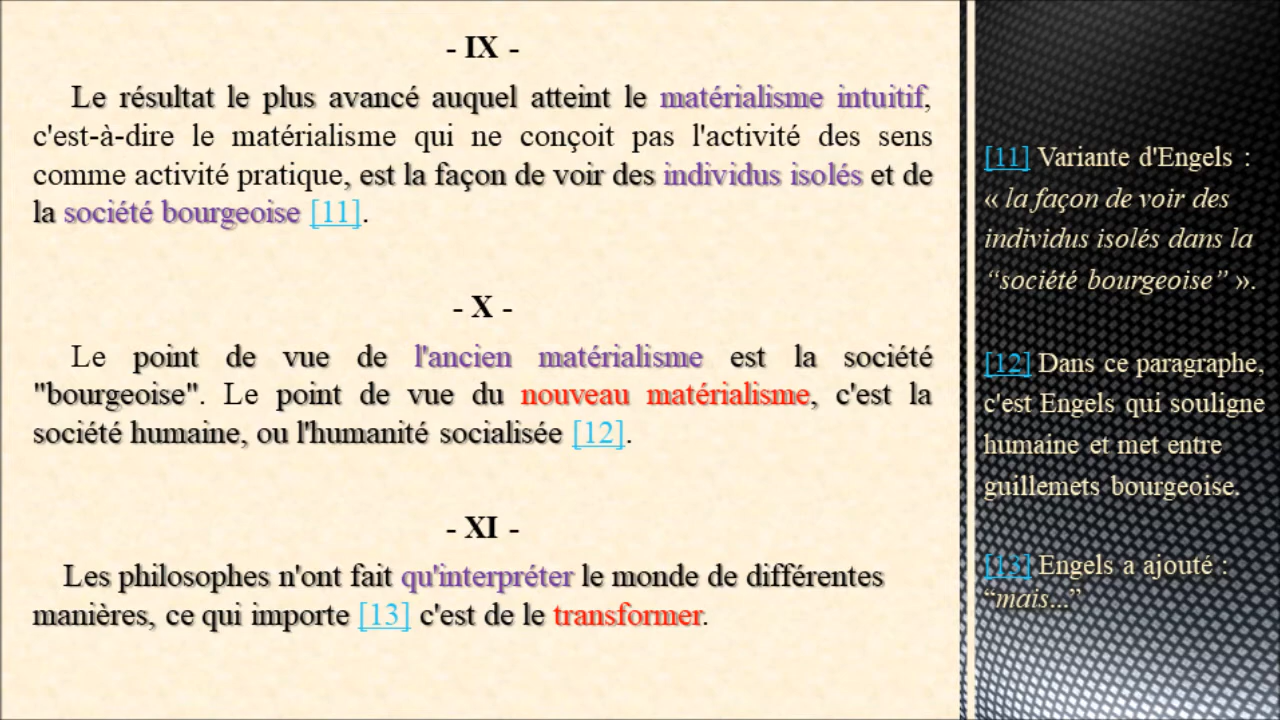 - IX -
Le résultat le plus avancé auquel atteint le matérialisme intuitif,
c'est-à-dire le matérialisme qui ne conçoit pas l'activité des sens
comme activité pratique, est la façon de voir des individus isolés et de
la société bourgeoise [11].
- X -
Le point de vue de l'ancien matérialisme est la société
"bourgeoise". Le point de vue du nouveau matérialisme, c'est la
société humaine, ou l'humanité socialisée [12].
- XI -
Les philosophes n'ont fait qu'interpréter le monde de différentes
manières, ce qui importe [13] c'est de le transformer.
[11] Variante d'Engels :
« la façon de voir des
individus isolés dans la
“société bourgeoise” ».
[12] Dans ce paragraphe,
c'est Engels qui souligne
humaine et met entre
guillemets bourgeoise.
[13] Engels a ajouté :
“mais...”